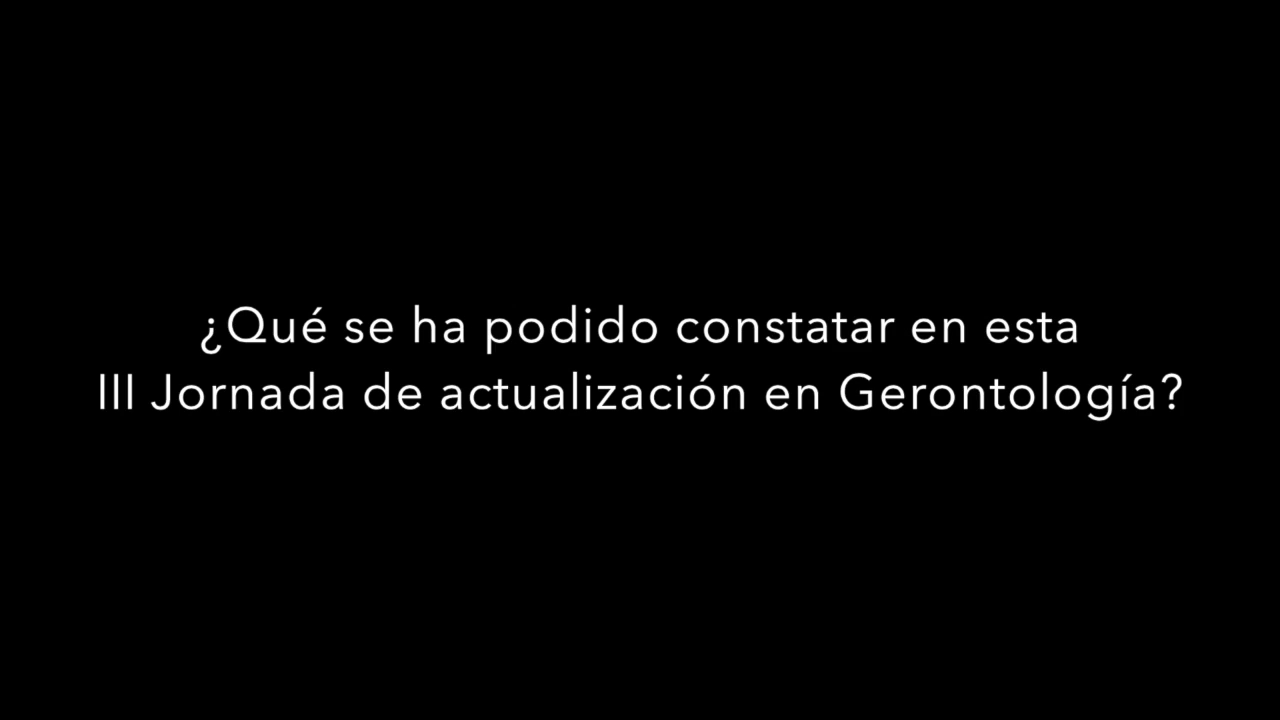 ¿Qué se ha podido constatar en esta
III Jornada de actualización en Gerontología?